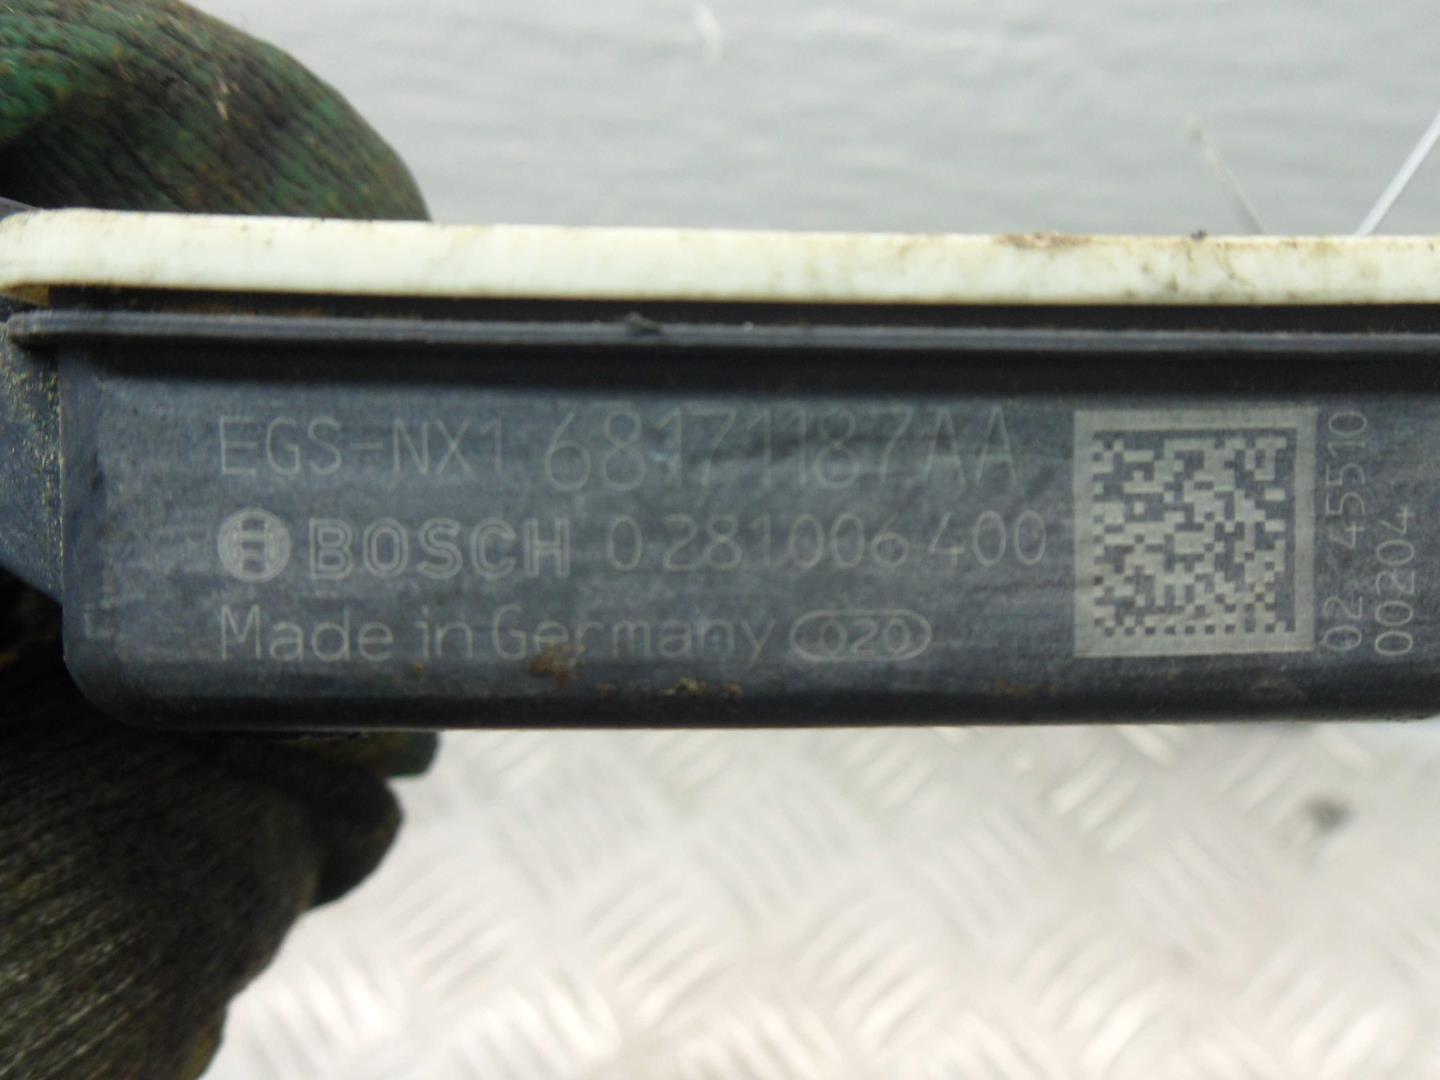 EGS-NX1 68171187AA
BOSCH 0 281 006 400
Made in Germany 020
02 45510
00204